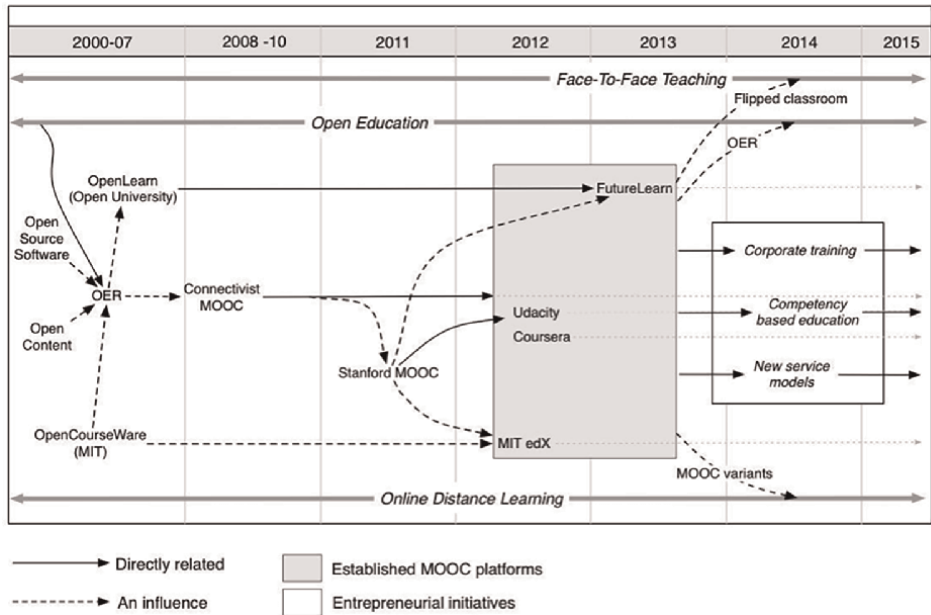 2000-07
2008 -10
2011
2012
2013
2014
2015
Face-To-Face Teaching
Flipped classroom
Open Education
OER
OpenLearn
(Open University)
FutureLearn
Open
Source
Software
Corporate training
OER
Connectivist
MOOC
Open
Content
Udacity
Coursera
Competency
based education
Stanford MOOC
New service
models
OpenCourseWare
(MIT)
MIT edX
MOOC variants
Online Distance Learning
Directly related
Established MOOC platforms
An influence
Entrepreneurial initiatives